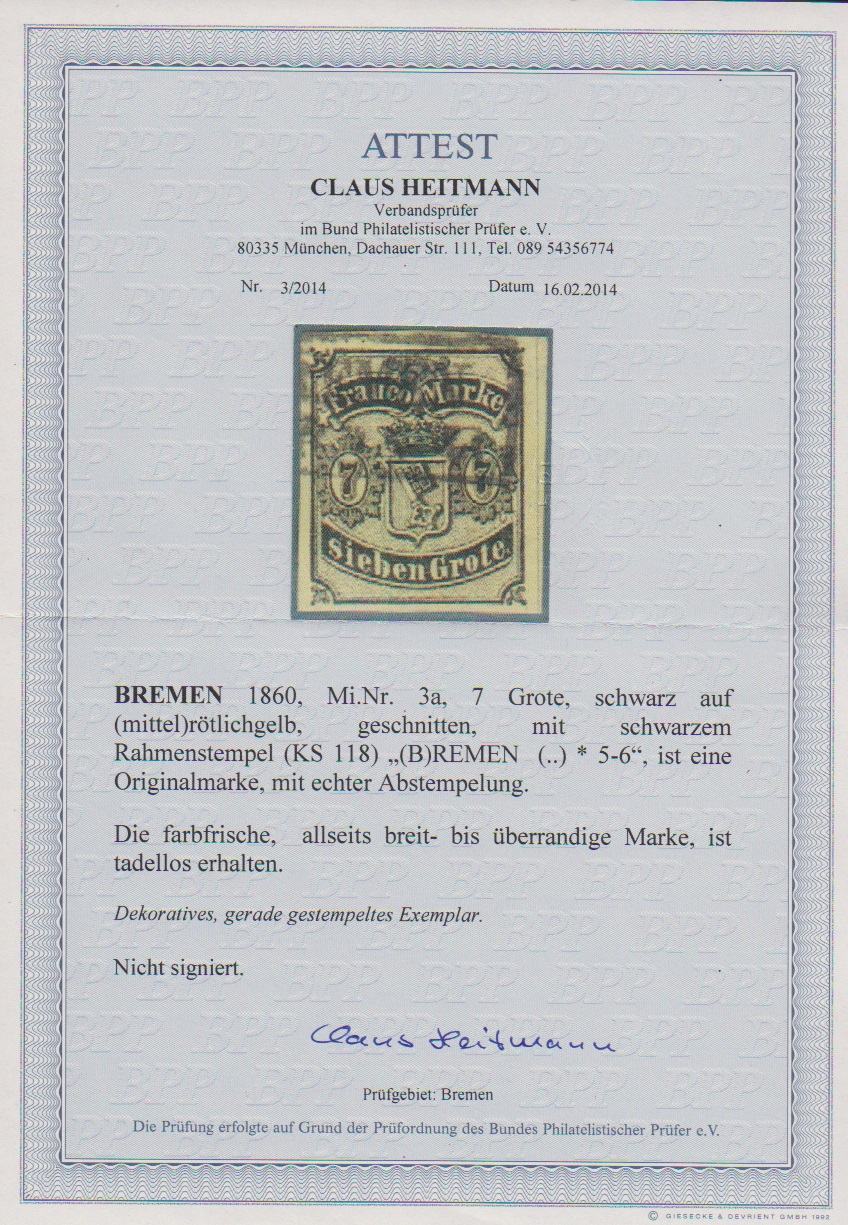 ATTEST
CLAUS HEITMANN
Verbandsprüfer
im Bund Philatelistischer Prüfer e. V.
80335 München, Dachauer Str. 111, Tel. 089 54356774
Nr. 3/2014 Datum 16.02.2014
Franco Marke
7 7
sieben Grote.
BREMEN 1860, Mi.Nr. 3a, 7 Grote, schwarz auf
(mittel)rötlichgelb, geschnitten, mit schwarzem
Rahmenstempel (KS 118) „(B)REMEN (..) * 5-6“, ist eine
Originalmarke, mit echter Abstempelung.
Die farbfrische, allseits breit- bis überrandige Marke, ist
tadellos erhalten.
Dekoratives, gerade gestempeltes Exemplar.
Nicht signiert.
Claus Heitmann
Prüfgebiet: Bremen
Die Prüfung erfolgte auf Grund der Prüfordnung des Bundes Philatelistischer Prüfer e.V.
© GIESECKE & DEVRIENT GMBH 1992